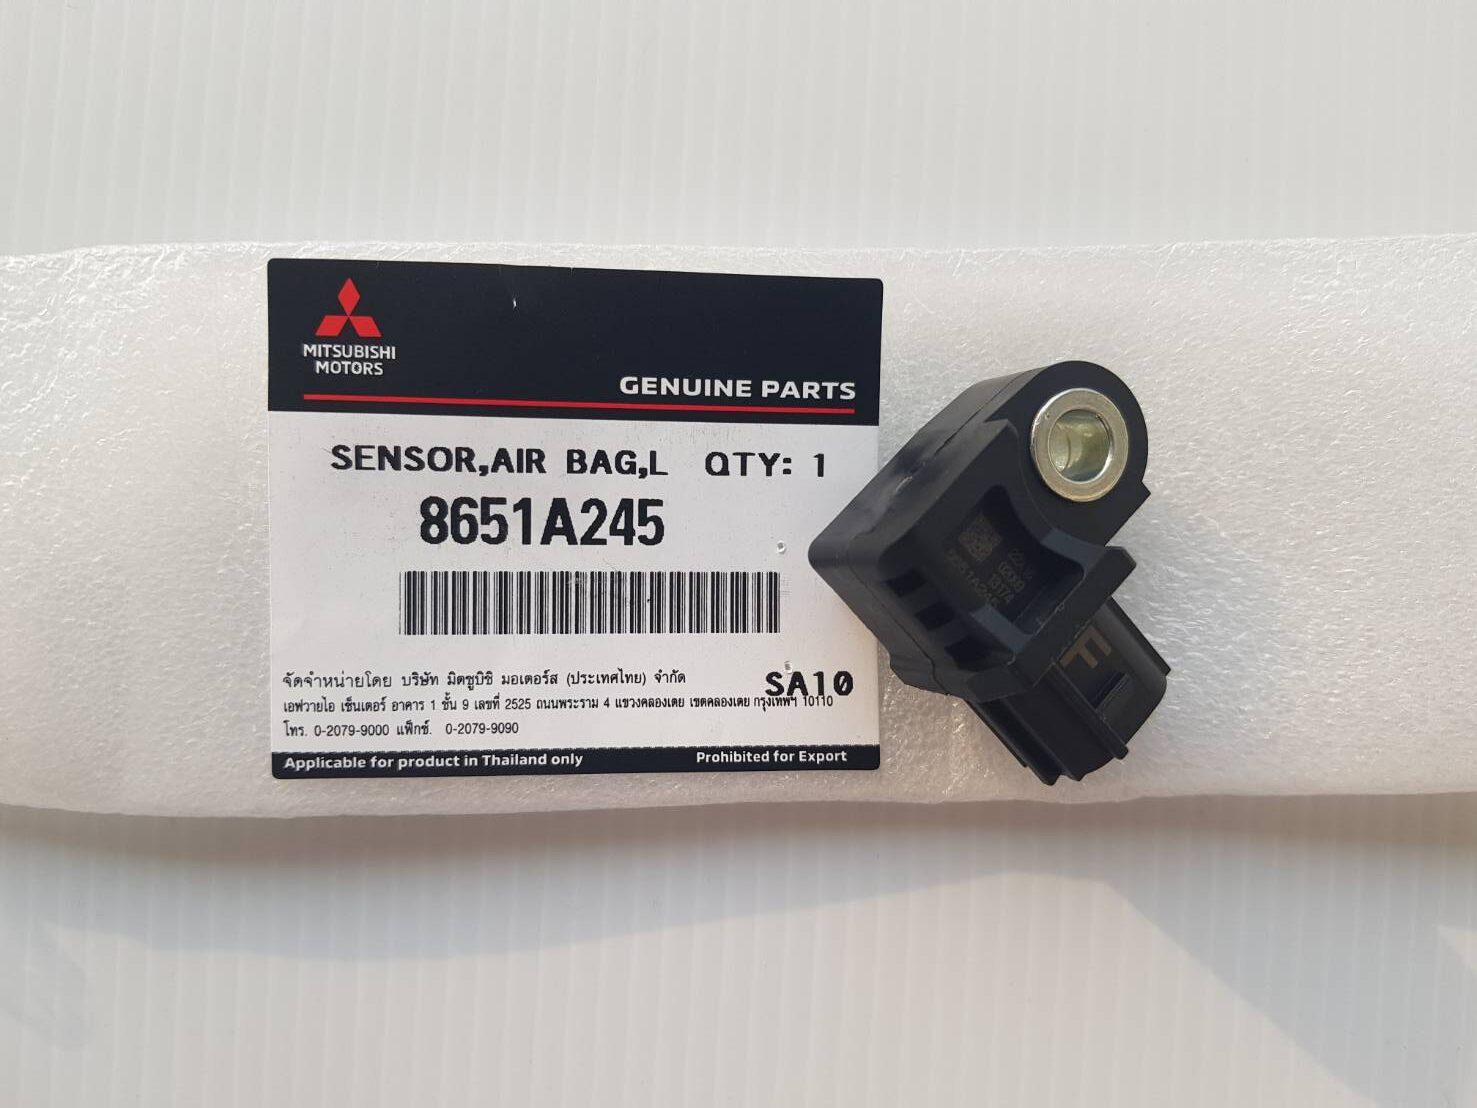 MITSUBISHI
MOTORS
GENUINE PARTS
SENSOR,AIR BAG,L QTY: 1
8651A245
จัดจำหน่ายโดย บริษัท มิตซูบิชิ มอเตอร์ส (ประเทศไทย) จำกัด
SA10
เอฟวายไอ เซ็นเตอร์ อาคาร 1 ชั้น 9 เลขที่ 2525 ถนนพระราม 4 แขวงคลองเตย เขตคลองเตย กรุงเทพฯ 10110
โทร. 0-2079-9000 แฟ็กซ์. 0-2079-9090
Applicable for product in Thailand only
Prohibited for Export
02099
13174
8651A245
F